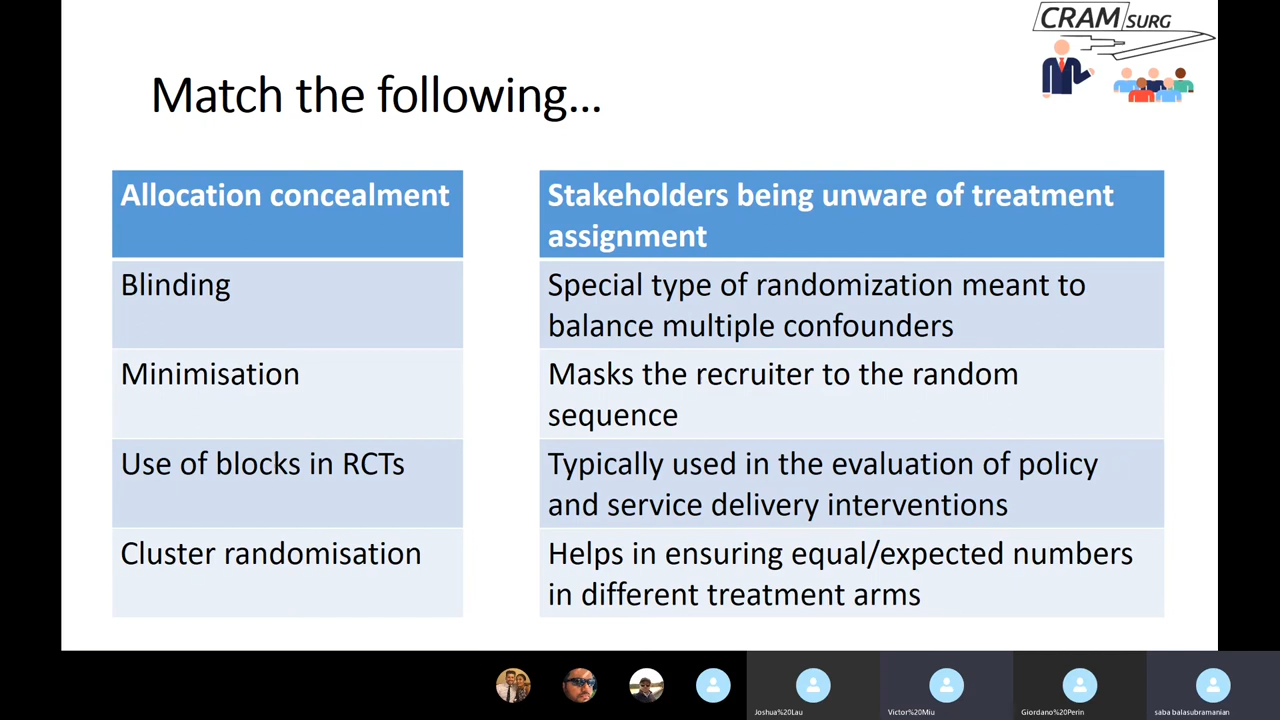 CRAM SURG
Match the following...
Allocation concealment
Stakeholders being unware of treatment
assignment
Blinding
Special type of randomization meant to
balance multiple confounders
Minimisation
Masks the recruiter to the random
sequence
Use of blocks in RCTs
Typically used in the evaluation of policy
and service delivery interventions
Cluster randomisation
Helps in ensuring equal/expected numbers
in different treatment arms
Joshua%20Lau
Victor%20Miu
Giordano%20Perin
saba balasubramanian